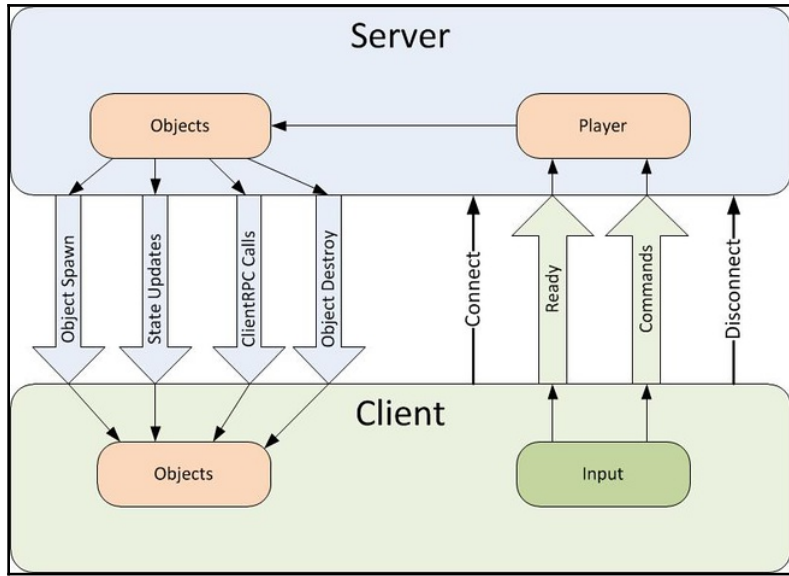 Server
Objects
Player
Object Spawn
State Updates
ClientRPC Calls
Object Destroy
Connect
Ready
Commands
Disconnect
Client
Objects
Input